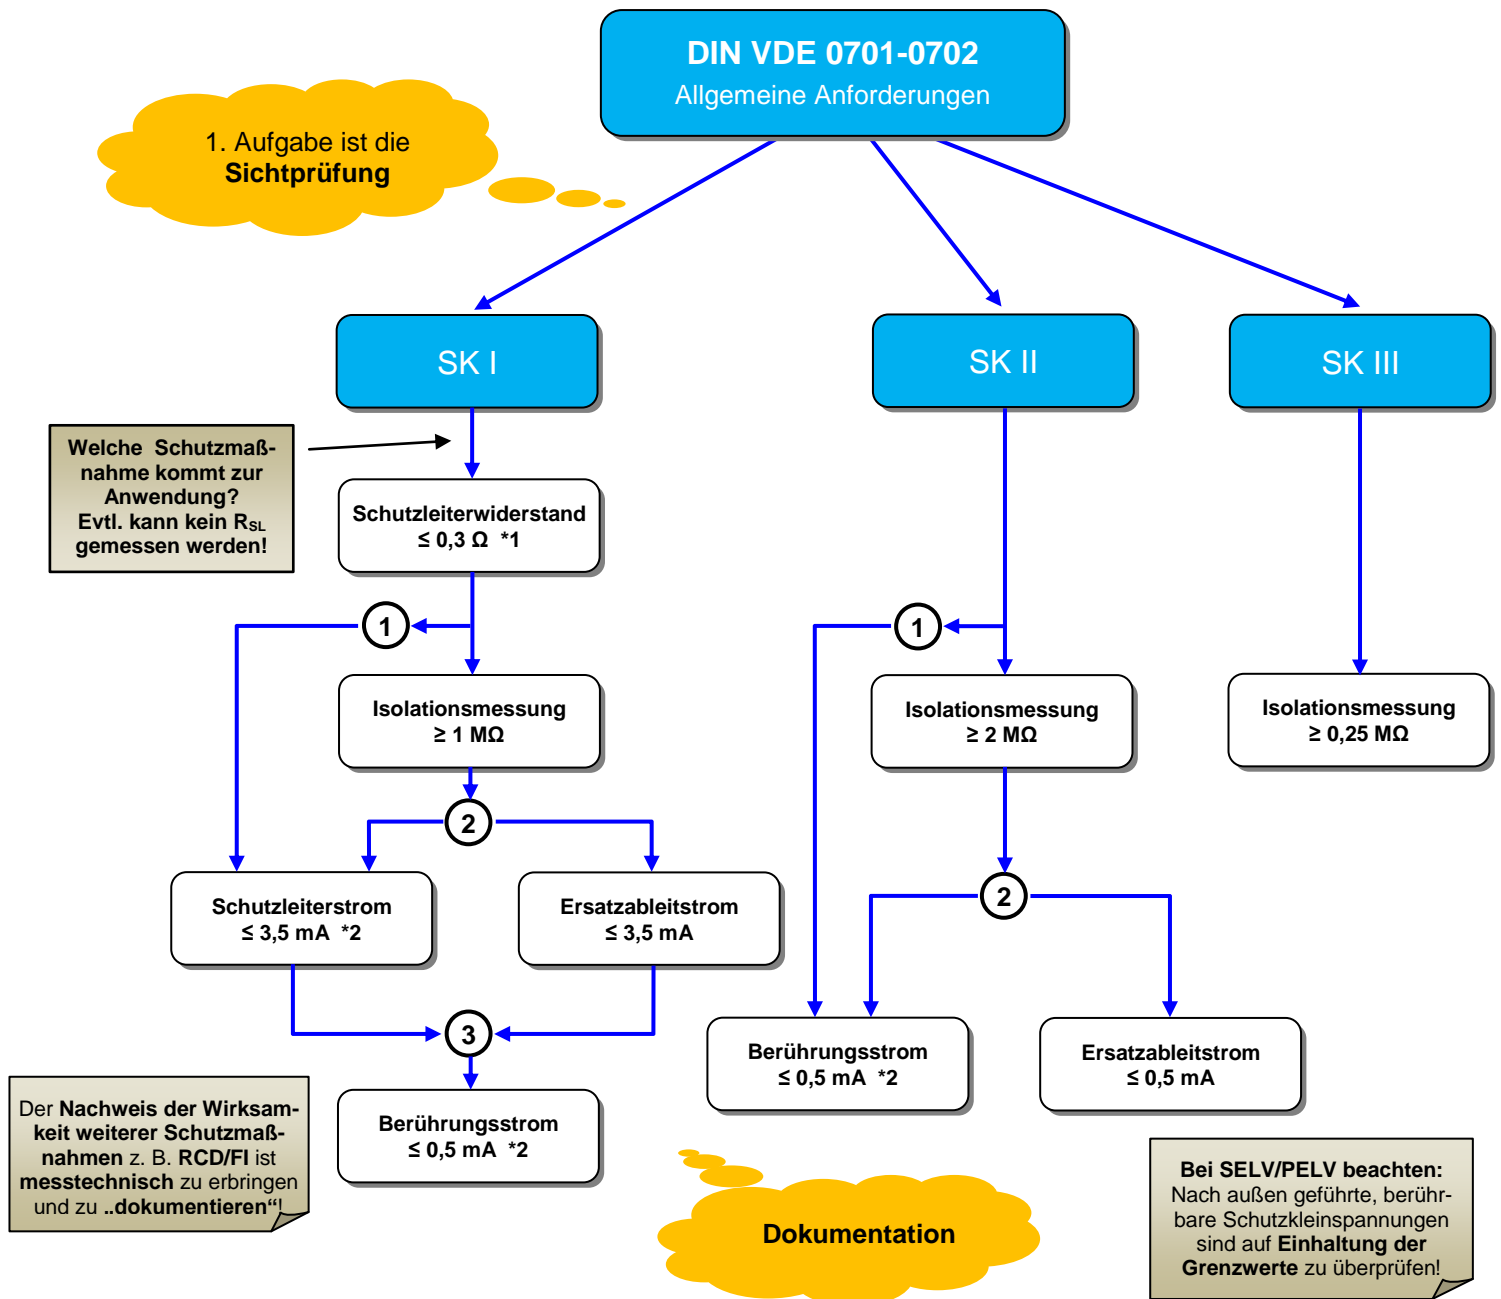 DIN VDE 0701-0702
Allgemeine Anforderungen
1. Aufgabe ist die
Sichtprüfung
SK I
SK II
SK III
Welche Schutzmaß-
nahme kommt zur
Anwendung?
Evtl. kann kein RSL
gemessen werden!
Schutzleiterwiderstand
≤ 0,3 Ω *1
1
1
Isolationsmessung
≥ 1 MΩ
Isolationsmessung
≥ 2 MΩ
Isolationsmessung
≥ 0,25 MΩ
2
Schutzleiterstrom
≤ 3,5 mA *2
Ersatzableitstrom
≤ 3,5 mA
2
3
Berührungsstrom
≤ 0,5 mA *2
Ersatzableitstrom
≤ 0,5 mA
Der Nachweis der Wirksam-
keit weiterer Schutzmaß-
nahmen z. B. RCD/FI ist
messtechnisch zu erbringen
und zu „dokumentieren“!
Berührungsstrom
≤ 0,5 mA *2
Dokumentation
Bei SELV/PELV beachten:
Nach außen geführte, berühr-
bare Schutzkleinspannungen
sind auf Einhaltung der
Grenzwerte zu überprüfen!